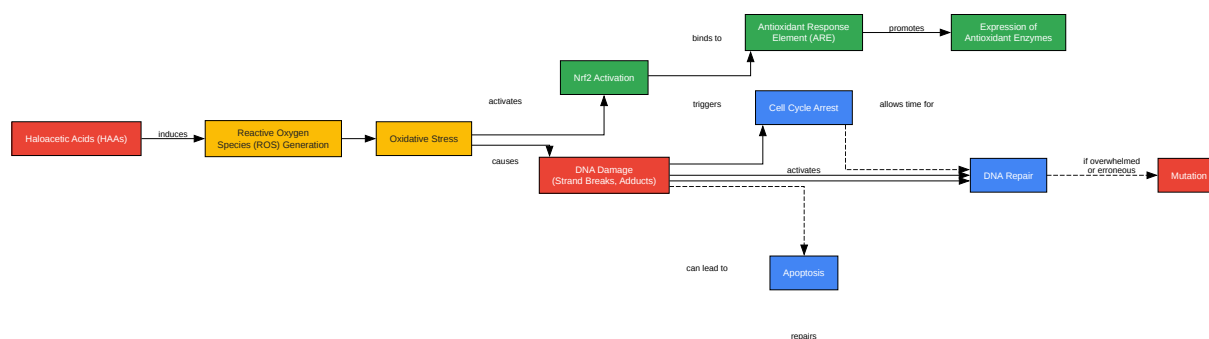 Haloacetic Acids (HAAs)
induces
Reactive Oxygen
Species (ROS) Generation
Oxidative Stress
activates
causes
Nrf2 Activation
DNA Damage
(Strand Breaks, Adducts)
binds to
triggers
Antioxidant Response
Element (ARE)
promotes
Expression of
Antioxidant Enzymes
Cell Cycle Arrest
allows time for
activates
DNA Repair
if overwhelmed
or erroneous
Mutation
can lead to
Apoptosis
repairs